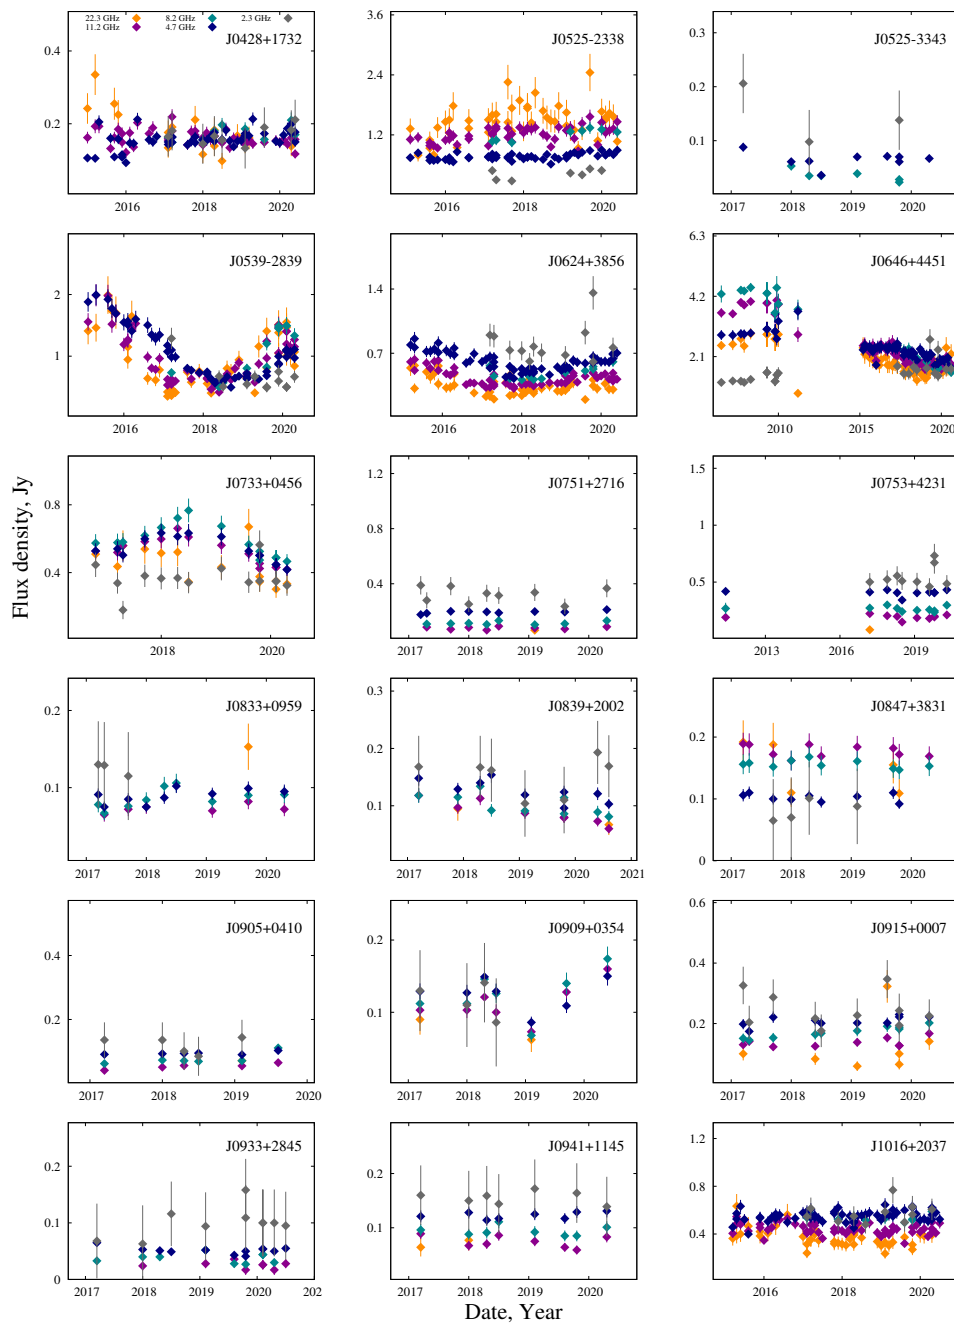 22.3 GHz 8.2 GHz 2.3 GHz
11.2 GHz 4.7 GHz
J0428+1732
0.4
0.2
2016 2018 2020
J0525-2338
3.6
2.4
1.2
2016 2018 2020
J0525-3343
0.3
0.1
2017 2018 2019 2020
J0539-2839
2
1
2016 2018 2020
J0624+3856
1.4
0.7
2016 2018 2020
J0646+4451
6.3
4.2
2.1
2010 2015 2020
J0733+0456
0.8
0.4
2018 2020
J0751+2716
1.2
0.8
0.4
2017 2018 2019 2020
J0753+4231
1.5
1
0.5
2013 2016 2019
J0833+0959
0.2
0.1
2017 2018 2019 2020
J0839+2002
0.3
0.1
2017 2018 2019 2020 2021
J0847+3831
0.2
0.1
0
2017 2018 2019 2020
J0905+0410
0.4
0.2
2017 2018 2019 2020
J0909+0354
0.2
0.1
2017 2018 2019 2020
J0915+0007
0.6
0.4
0.2
0
2017 2018 2019 2020
J0933+2845
0.2
0.1
0
2017 2018 2019 2020 202
J0941+1145
0.2
0.1
2017 2018 2019 2020
J1016+2037
1.2
0.8
0.4
2016 2018 2020
Flux density, Jy
Date, Year